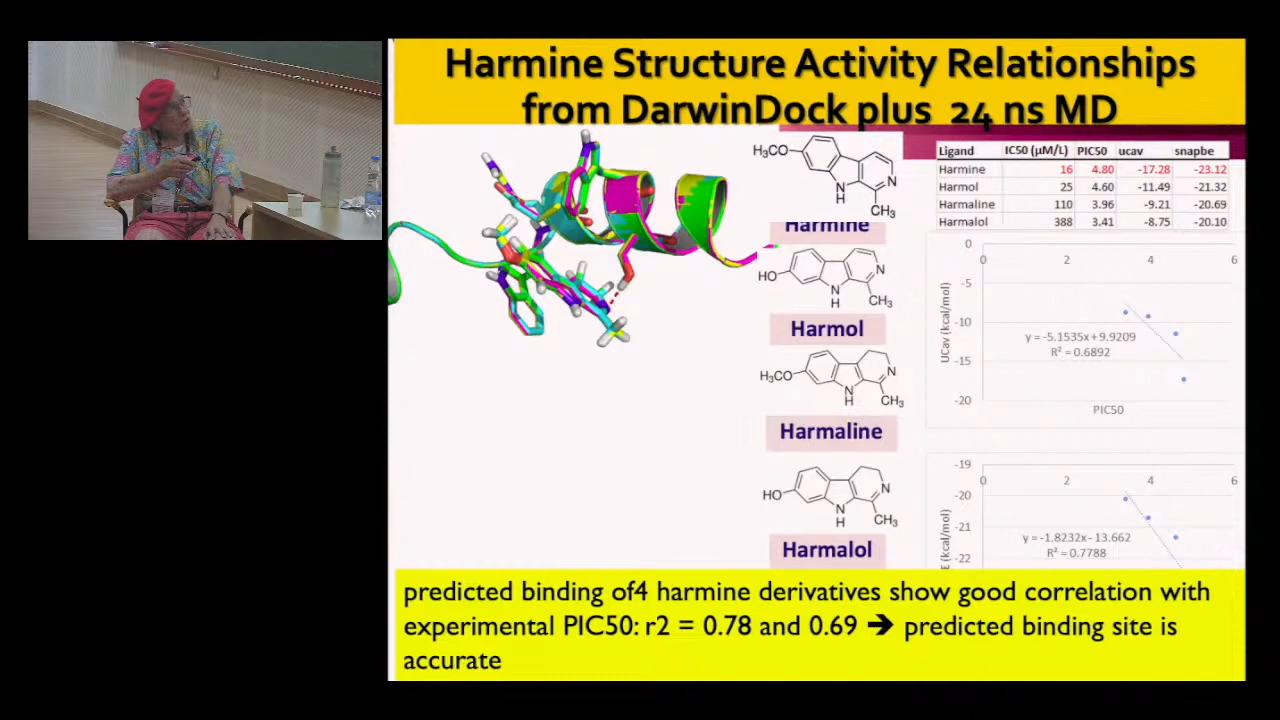 Harmine Structure Activity Relationships
from DarwinDock plus 24 ns MD
Ligand IC50 (µM/L) PIC50 ucav snapbe
Harmine 16 4.80 -17.28 -23.12
Harmol 25 4.60 -11.49 -21.32
Harmaline 110 3.96 -9.21 -20.69
Harmalol 388 3.41 -8.75 -20.10
H₃CO
N
H
N
CH₃
Harmine
HO
N
H
N
CH₃
Harmol
H₃CO
N
H
N
CH₃
Harmaline
HO
N
H
N
CH₃
Harmalol
0
0 2 4 6
-5
-10
-15
-20
UCav (kcal/mol)
y = -5.1535x + 9.9209
R² = 0.6892
PIC50
-19
0 2 4 6
-20
-21
-22
E (kcal/mol)
y = -1.8232x - 13.662
R² = 0.7788
predicted binding of4 harmine derivatives show good correlation with
experimental PIC50: r2 = 0.78 and 0.69 ➔ predicted binding site is
accurate